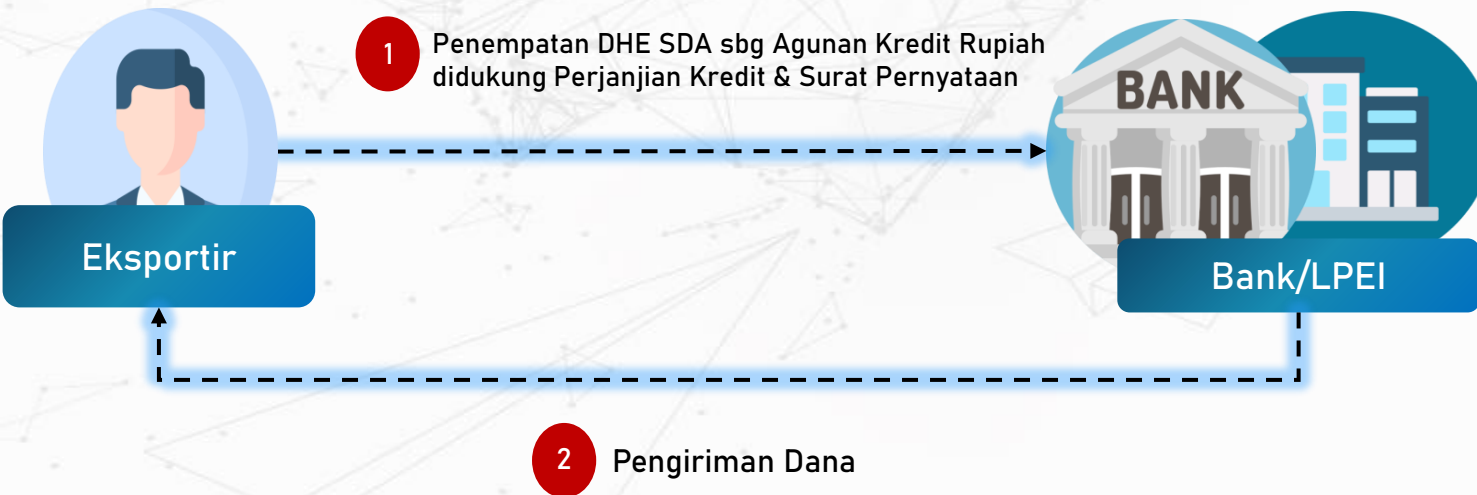 1
Penempatan DHE SDA sbg Agunan Kredit Rupiah
didukung Perjanjian Kredit & Surat Pernyataan
BANK
Eksportir
Bank/LPEI
2
Pengiriman Dana